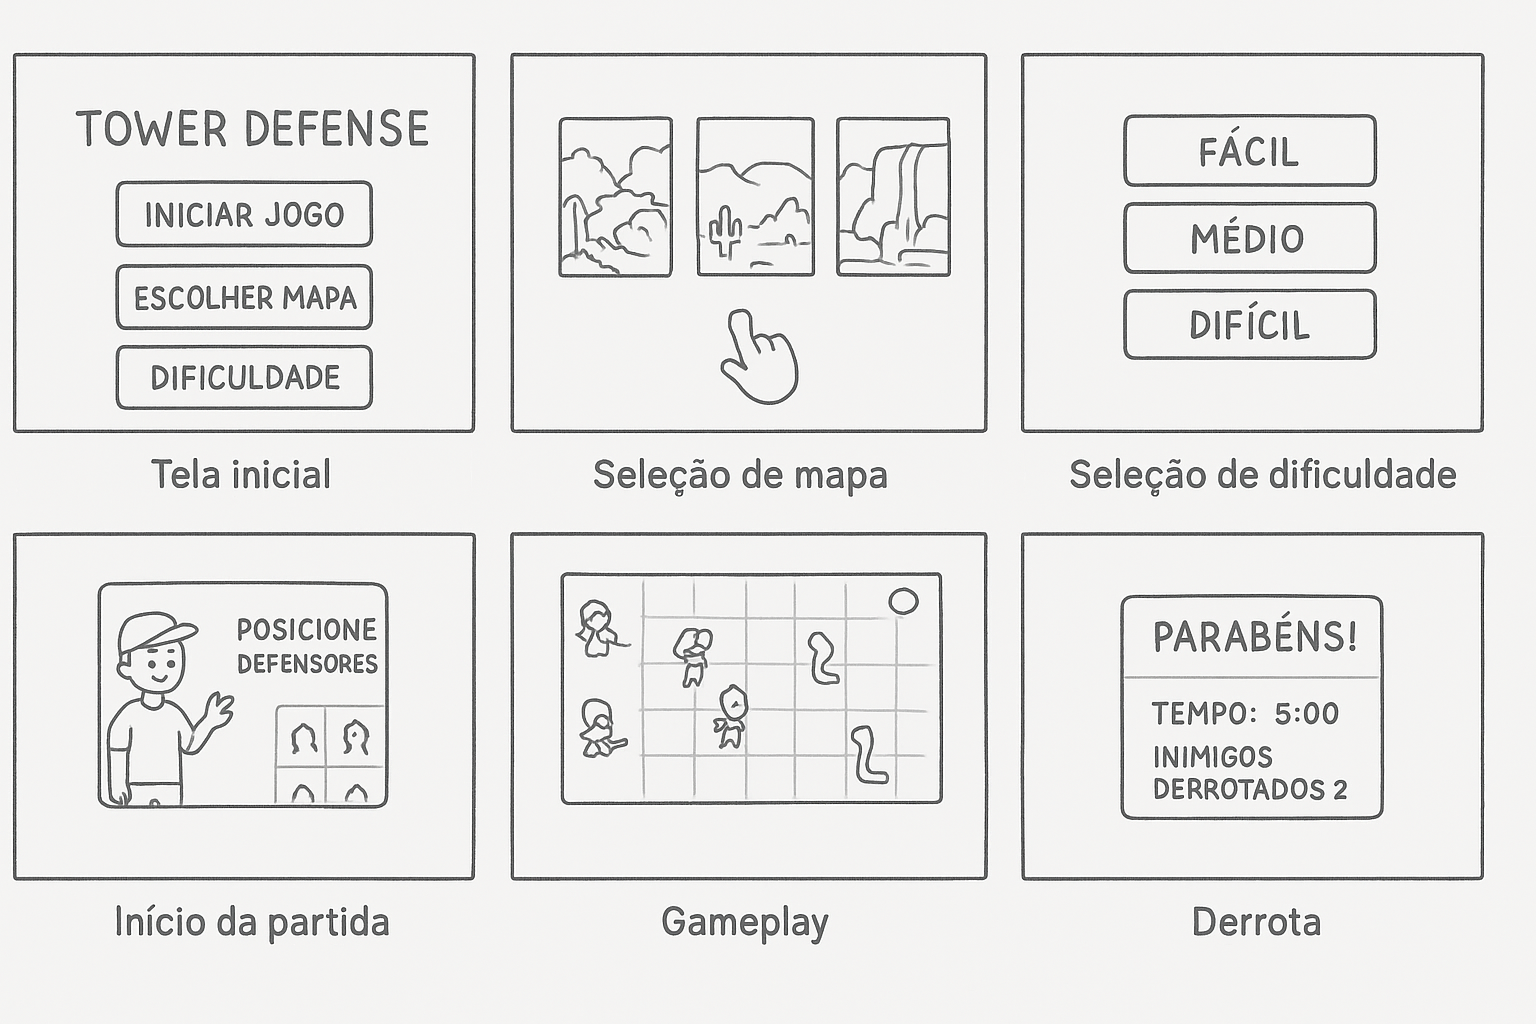 TOWER DEFENSE
INICIAR JOGO
ESCOLHER MAPA
DIFICULDADE
Tela inicial
Seleção de mapa
FÁCIL
MÉDIO
DIFÍCIL
Seleção de dificuldade
POSICIONE
DEFENSORES
Início da partida
Gameplay
PARABÉNS!
TEMPO: 5:00
INIMIGOS
DERROTADOS 2
Derrota